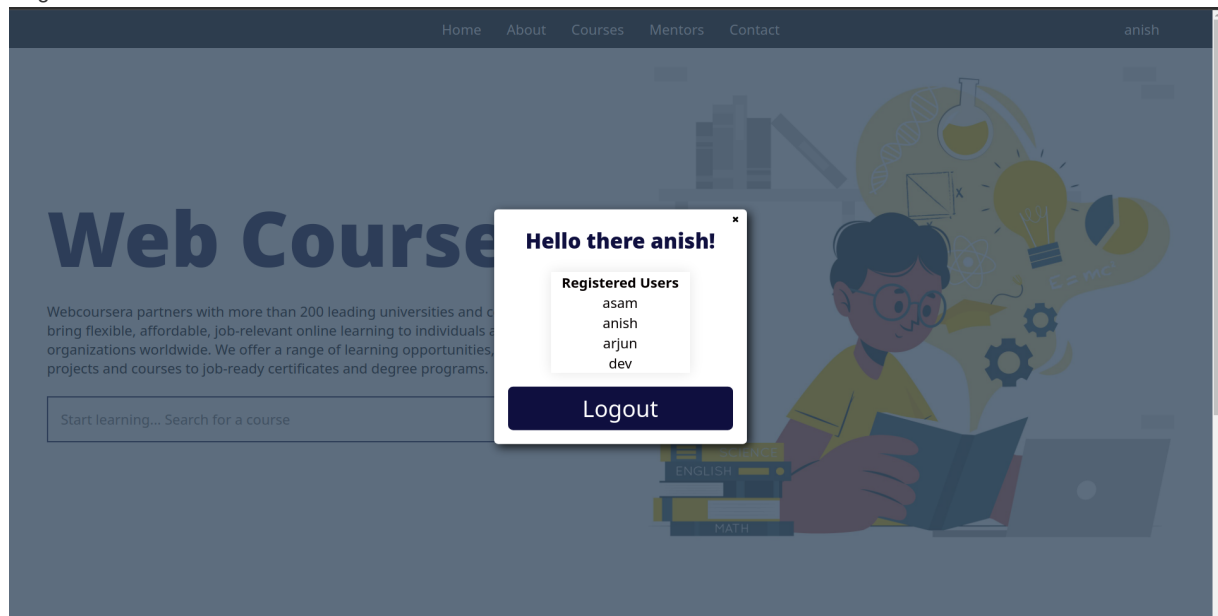 Home About Courses Mentors Contact anish
Web Course
Webcoursera partners with more than 200 leading universities and c
bring flexible, affordable, job-relevant online learning to individuals a
organizations worldwide. We offer a range of learning opportunities,
projects and courses to job-ready certificates and degree programs.
Start learning... Search for a course
×
Hello there anish!
Registered Users
asam
anish
arjun
dev
Logout
x
E=mc²
SCIENCE
ENGLISH
MATH